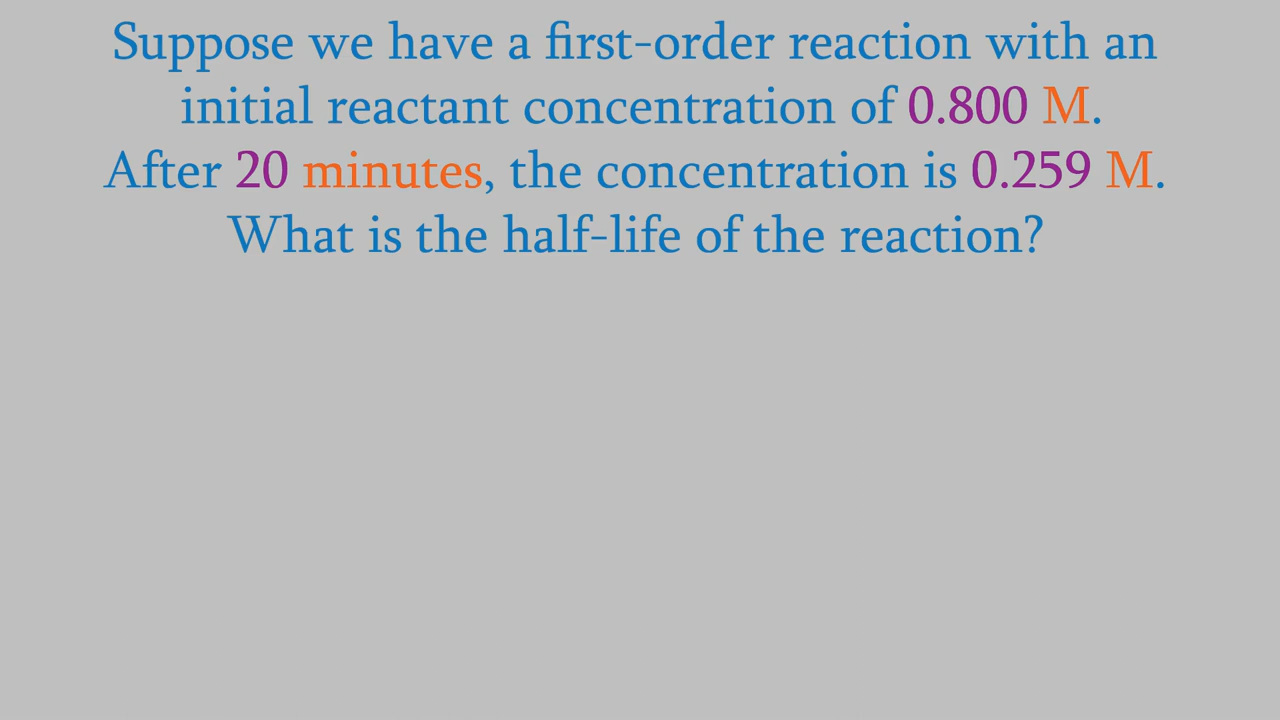 Suppose we have a first-order reaction with an
initial reactant concentration of 0.800 M.
After 20 minutes, the concentration is 0.259 M.
What is the half-life of the reaction?